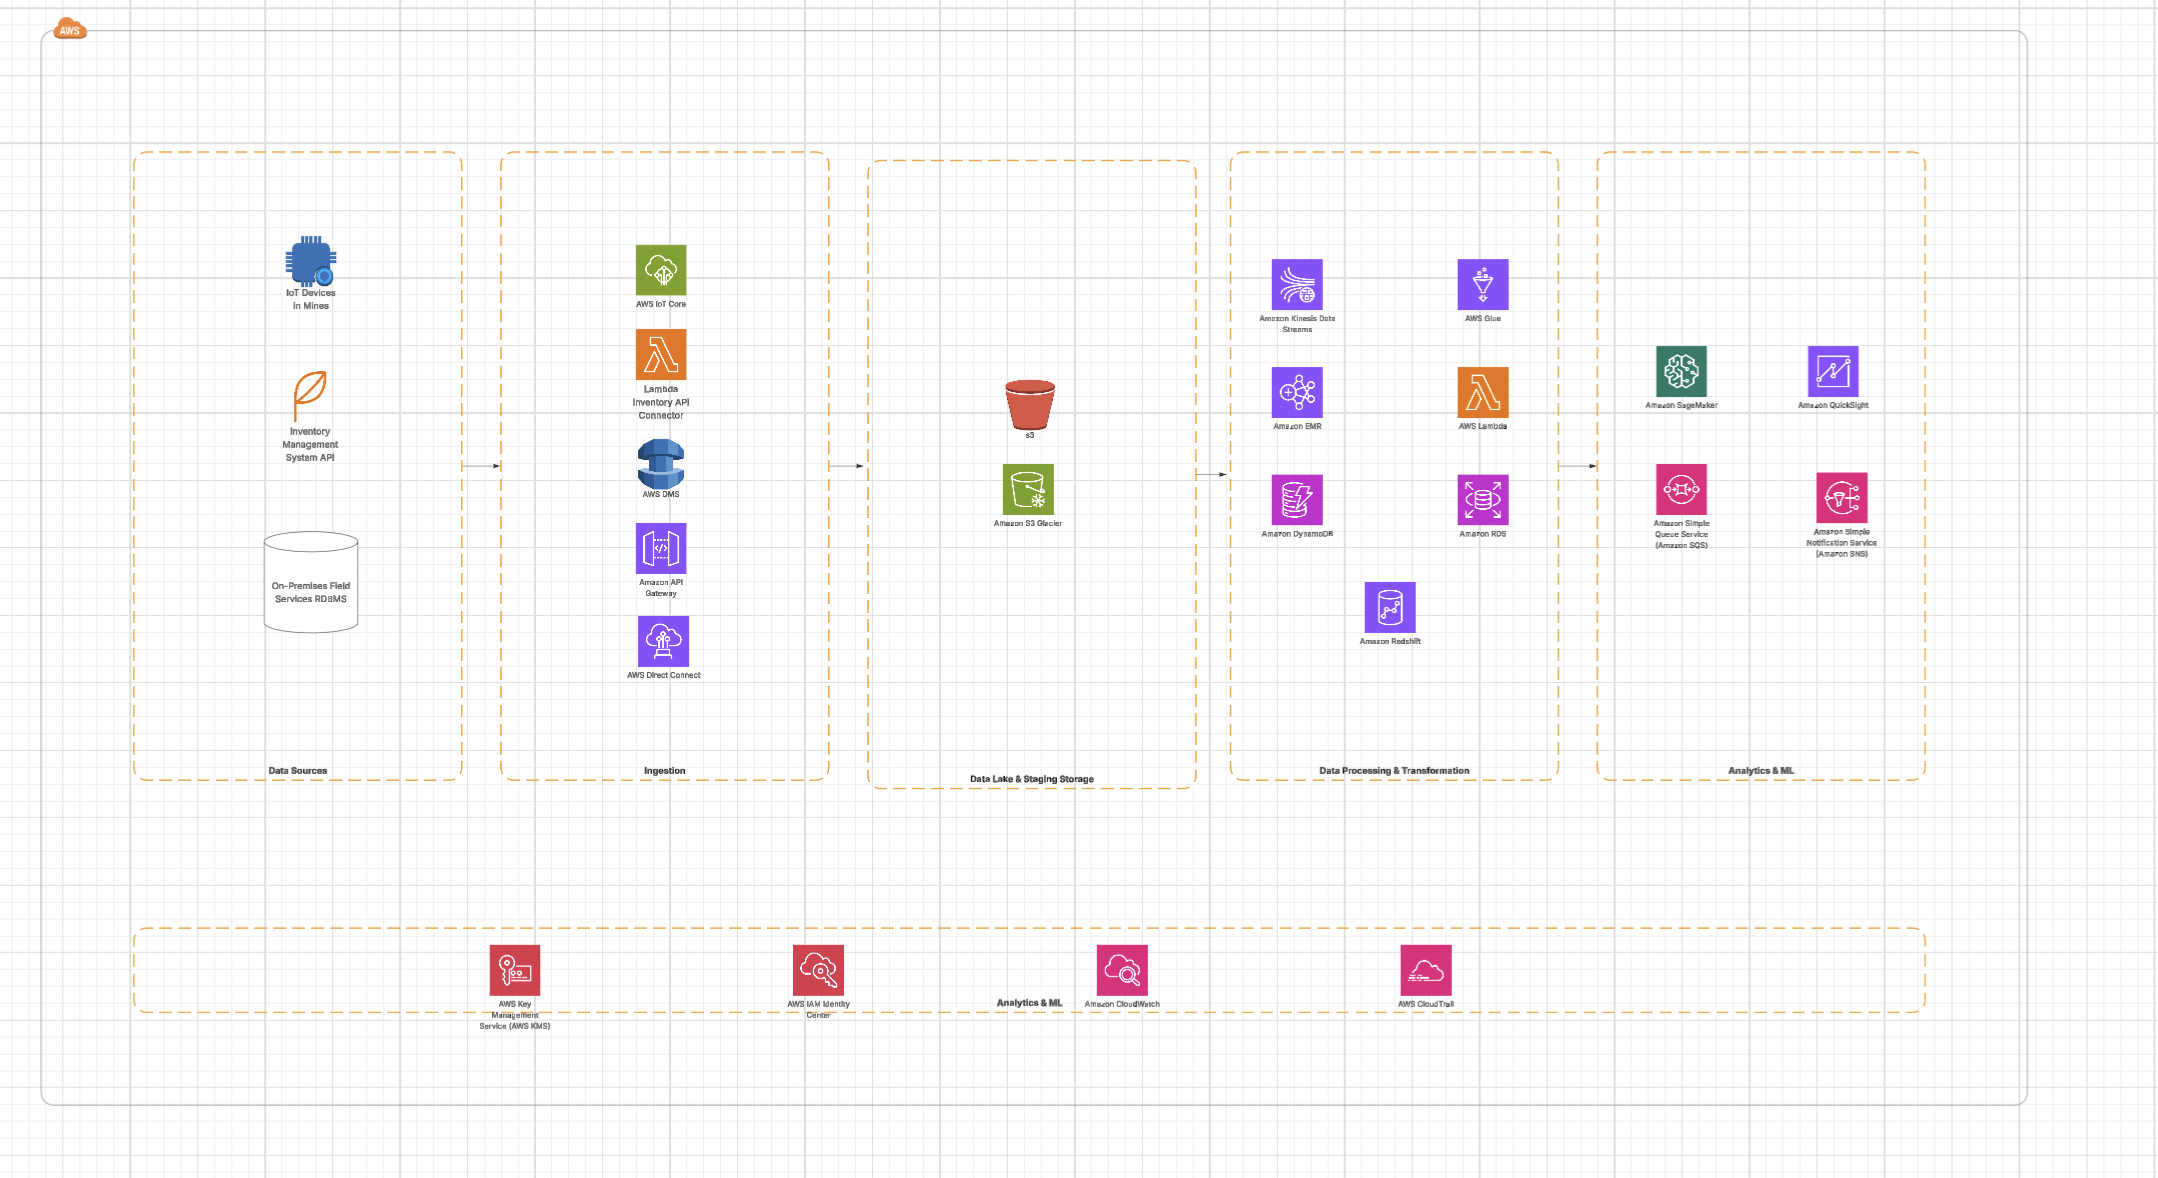 AWS
IoT Devices
In Mines
Inventory
Management
System API
On-Premises Field
Services RDBMS
Data Sources
AWS IoT Core
Lambda
Inventory API
Connector
AWS DMS
Amazon API
Gateway
AWS Direct Connect
Ingestion
s3
Amazon S3 Glacier
Data Lake & Staging Storage
Amazon Kinesis Data
Streams
AWS Glue
Amazon EMR
AWS Lambda
Amazon DynamoDB
Amazon RDS
Amazon Redshift
Data Processing & Transformation
Amazon SageMaker
Amazon QuickSight
Amazon Simple
Queue Service
(Amazon SQS)
Amazon Simple
Notification Service
(Amazon SNS)
Analytics & ML
AWS Key
Management
Service (AWS KMS)
AWS IAM Identity
Center
Analytics & ML
Amazon CloudWatch
AWS CloudTrail